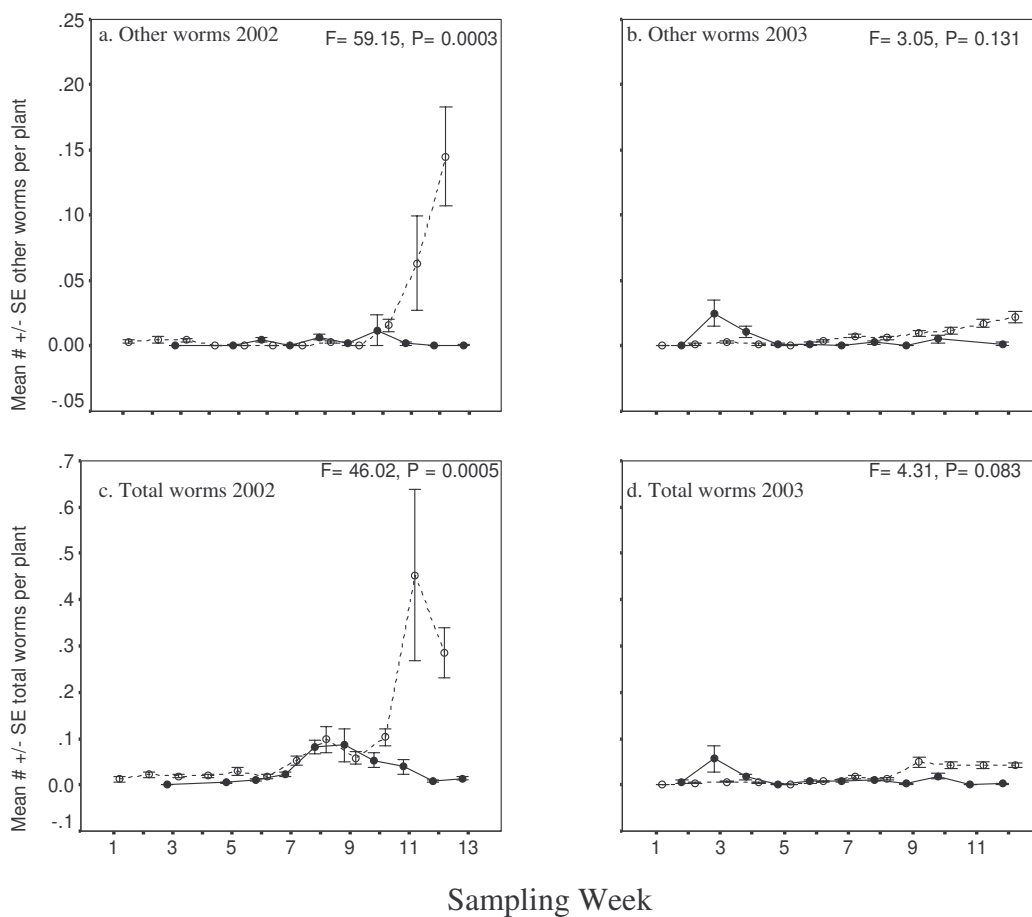 a. Other worms 2002
F= 59.15, P= 0.0003
b. Other worms 2003
F= 3.05, P= 0.131
Mean # +/- SE other worms per plant
.25
.20
.15
.10
.05
0.00
-.05
c. Total worms 2002
F= 46.02, P = 0.0005
d. Total worms 2003
F= 4.31, P= 0.083
Mean # +/- SE total worms per plant
.7
.6
.5
.4
.3
.2
.1
0.0
-.1
1 3 5 7 9 11 13
1 3 5 7 9 11
Sampling Week